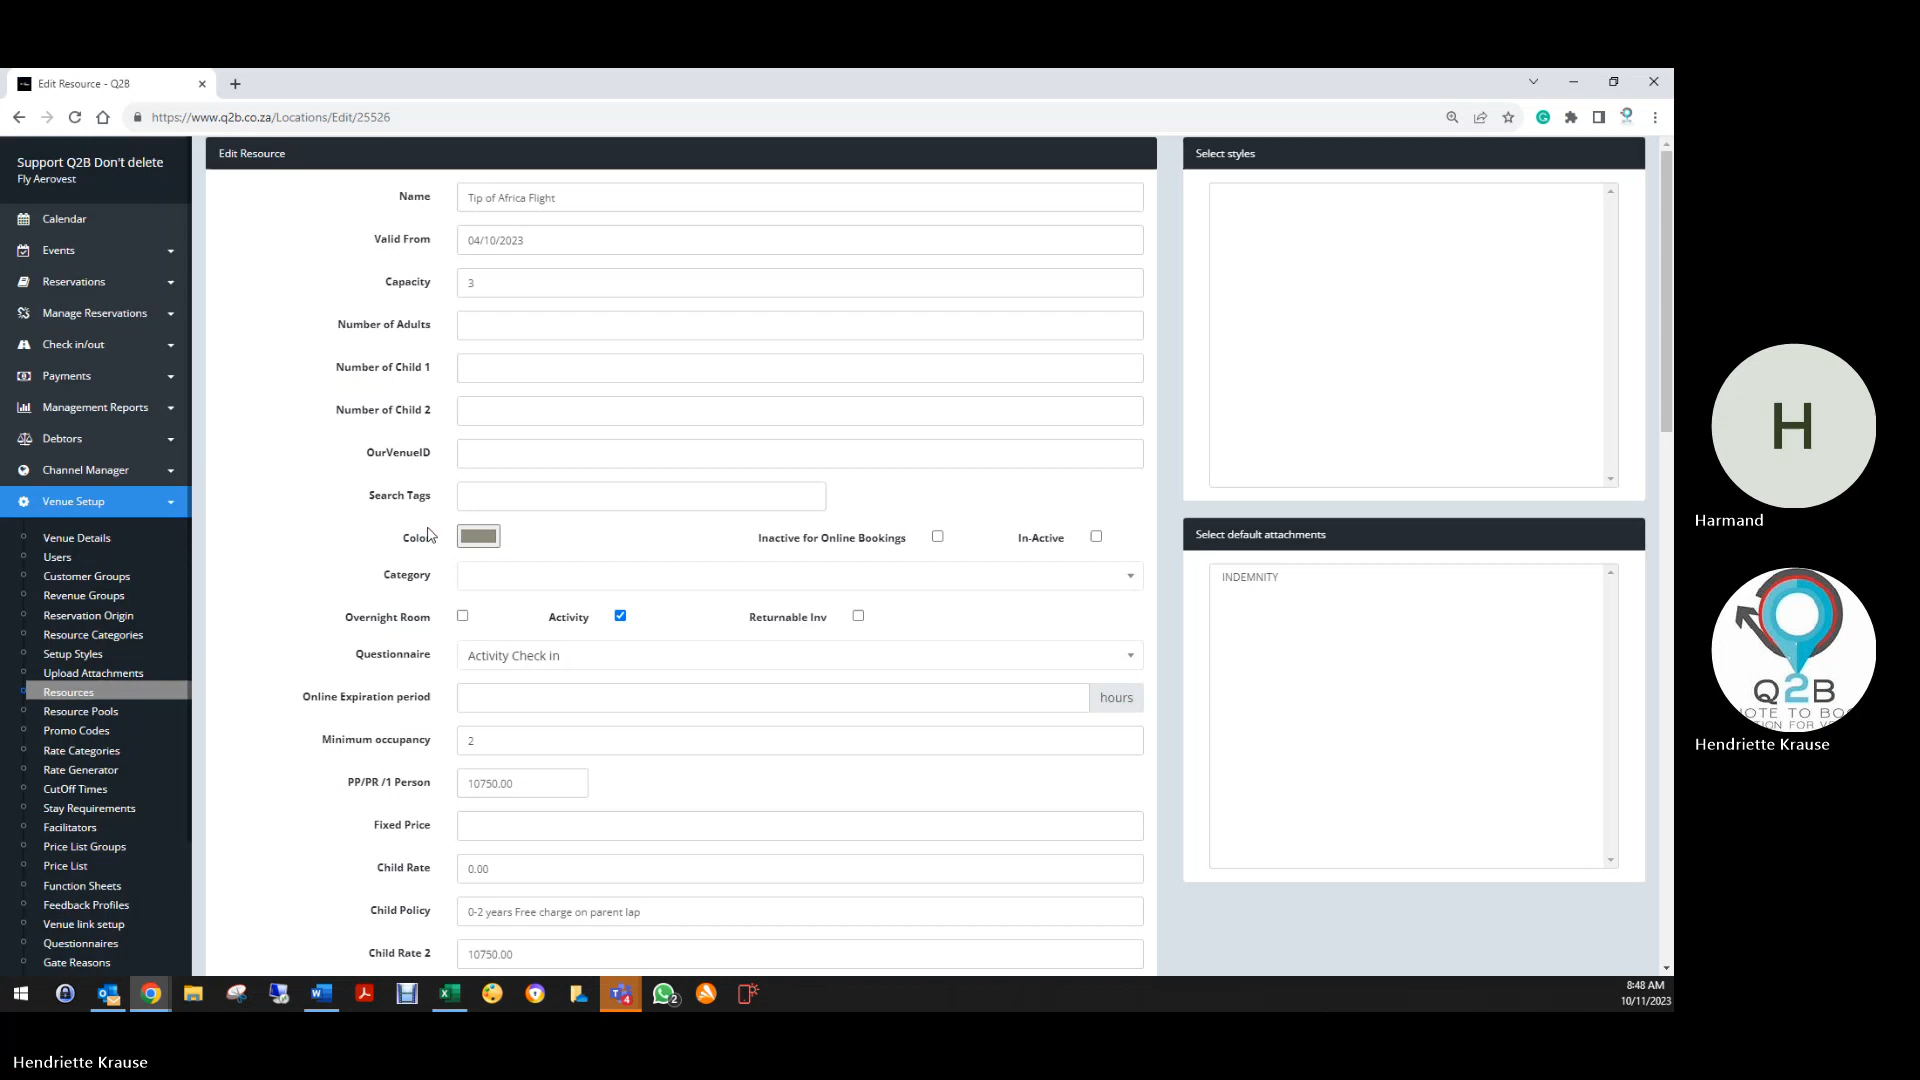 Edit Resource - Q2B
https://www.q2b.co.za/Locations/Edit/25526
Support Q2B Don't delete
Fly Aerovest
Calendar
Events
Reservations
Manage Reservations
Check in/out
Payments
Management Reports
Debtors
Channel Manager
Venue Setup
Venue Details
Users
Customer Groups
Revenue Groups
Reservation Origin
Resource Categories
Setup Styles
Upload Attachments
Resources
Resource Pools
Promo Codes
Rate Categories
Rate Generator
CutOff Times
Stay Requirements
Facilitators
Price List Groups
Price List
Function Sheets
Feedback Profiles
Venue link setup
Questionnaires
Gate Reasons
Edit Resource
Name Tip of Africa Flight
Valid From 04/10/2023
Capacity 3
Number of Adults
Number of Child 1
Number of Child 2
OurVenueID
Search Tags
Inactive for Online Bookings In-Active
Category
Overnight Room Activity Returnable Inv
Questionnaire Activity Check in
Online Expiration period hours
Minimum occupancy 2
PP/PR /1 Person 10750.00
Fixed Price
Child Rate 0.00
Child Policy 0-2 years Free charge on parent lap
Child Rate 2 10750.00
Select styles
Select default attachments
INDEMNITY
H
Harmand
Q2B
Hendriette Krause
4
2
8:48 AM
10/11/2023
Hendriette Krause